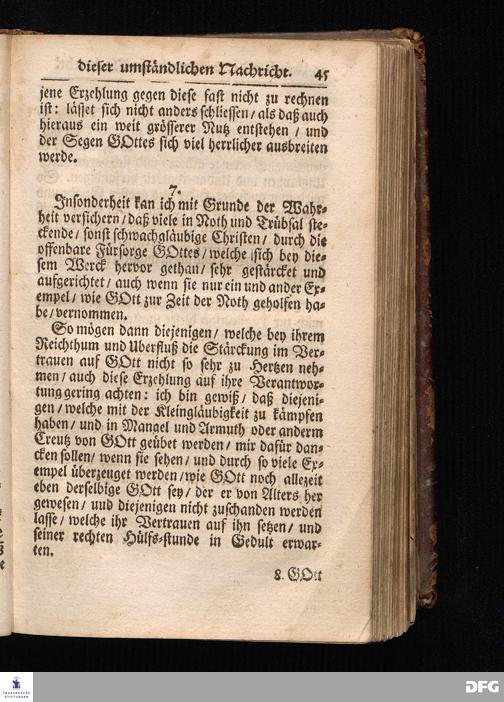 dieser umständlichen Nachricht. 45
jene Erzehlung gegen diese fast nicht zu rechnen
ist: lässet sich nicht anders schliessen/ als daß auch
hieraus ein weit grösserer Nutz entstehen / und
der Segen GOttes sich viel herrlicher ausbreiten
werde.
7.
Insonderheit kan ich mit Grunde der Wahr-
heit versichern/ daß viele in Noth und Trübsal ste-
ckende/ sonst schwachgläubige Christen/ durch die
offenbare Fürsorge GOttes/ welche sich bey die-
sem Werck hervor gethan/ sehr gestärcket und
aufgerichtet/ auch wenn sie nur ein und ander Ex-
empel/ wie GOtt zur Zeit der Noth geholfen ha-
be/ vernommen.
So mögen dann diejenigen/ welche bey ihrem
Reichthum und Uberfluß die Stärckung im Ver-
trauen auf GOtt nicht so sehr zu Hertzen neh-
men/ auch diese Erzehlung auf ihre Verantwor-
tung gering achten: ich bin gewiß/ daß diejeni-
gen/ welche mit der Kleingläubigkeit zu kämpfen
haben/ und in Mangel und Armuth oder anderm
Creutz von GOtt geübet werden/ mir dafür dan-
cken sollen/ wenn sie sehen/ und durch so viele Ex-
empel überzeuget werden/ wie GOtt noch allezeit
eben derselbige GOtt sey/ der er von Alters her
gewesen/ uud diejenigen nicht zuschanden werden
lasse/ welche ihr Vertrauen auf ihn setzen/ und
seiner rechten Hülfs-stunde in Gedult erwar-
ten.
8. GOtt
FRANCKESCHE
STIFTUNGEN
DFG